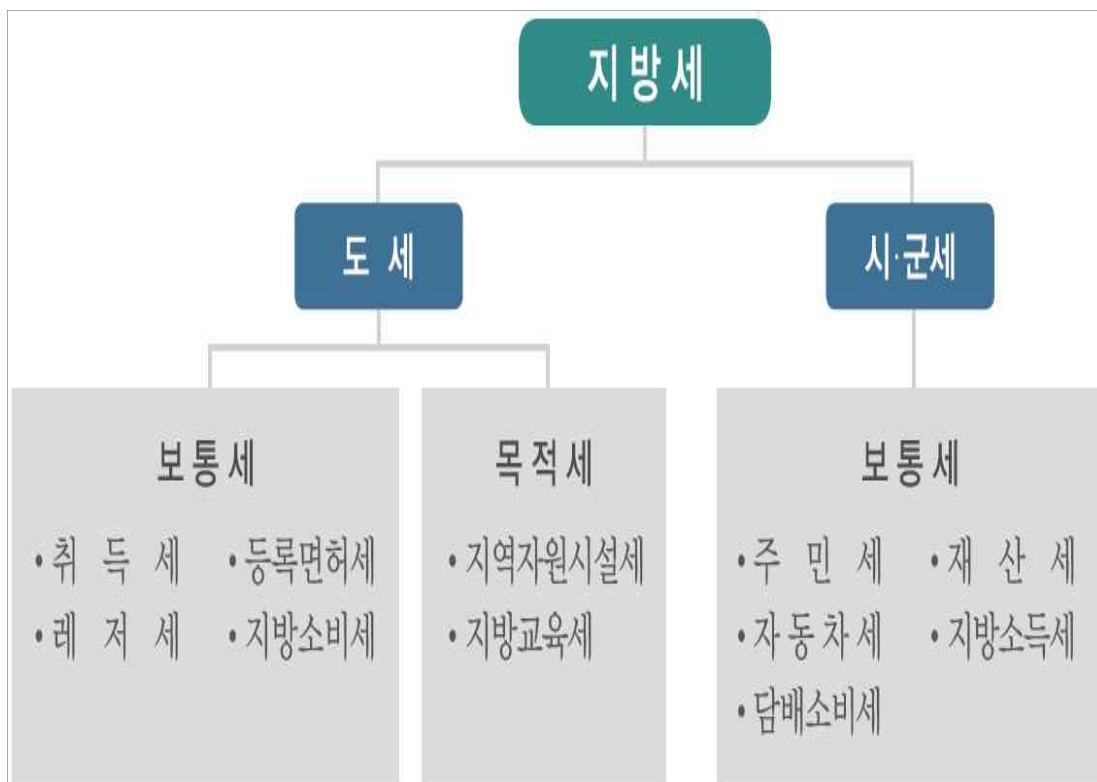 지방세
도 세
시·군세
보통세
• 취 득 세 • 등록면허세
• 레 저 세 • 지방소비세
목적세
• 지역자원시설세
• 지방교육세
보통세
• 주 민 세 • 재 산 세
• 자동차세 • 지방소득세
• 담배소비세